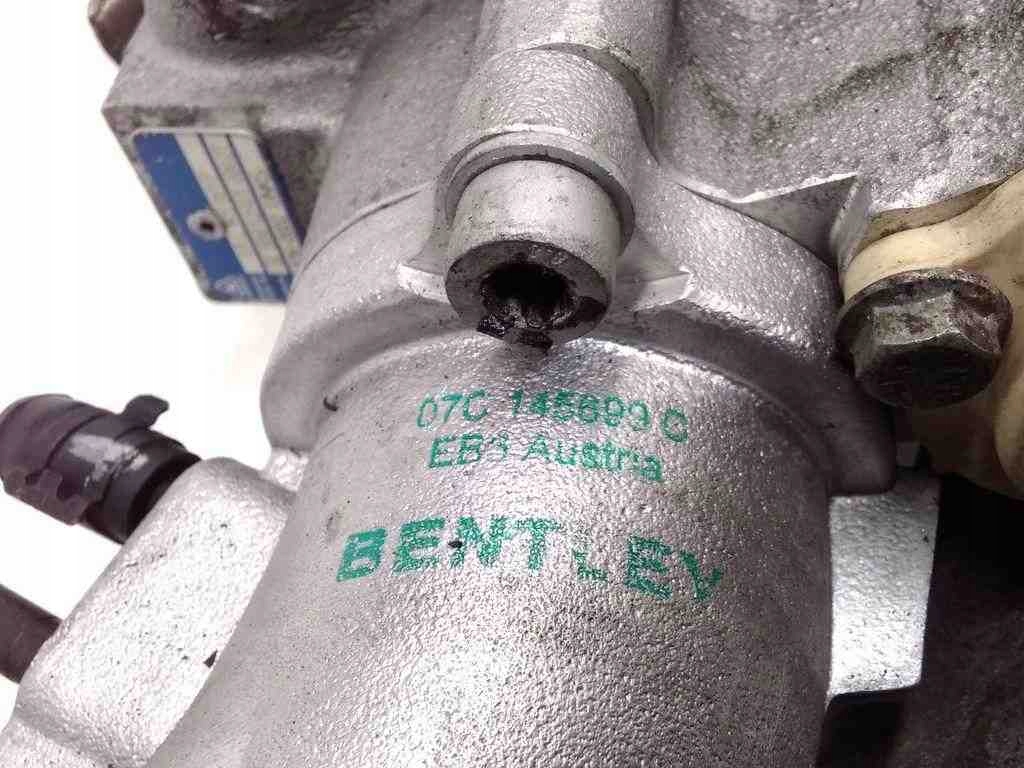 07C 145699 C
EB3 Austria
BENTLEY